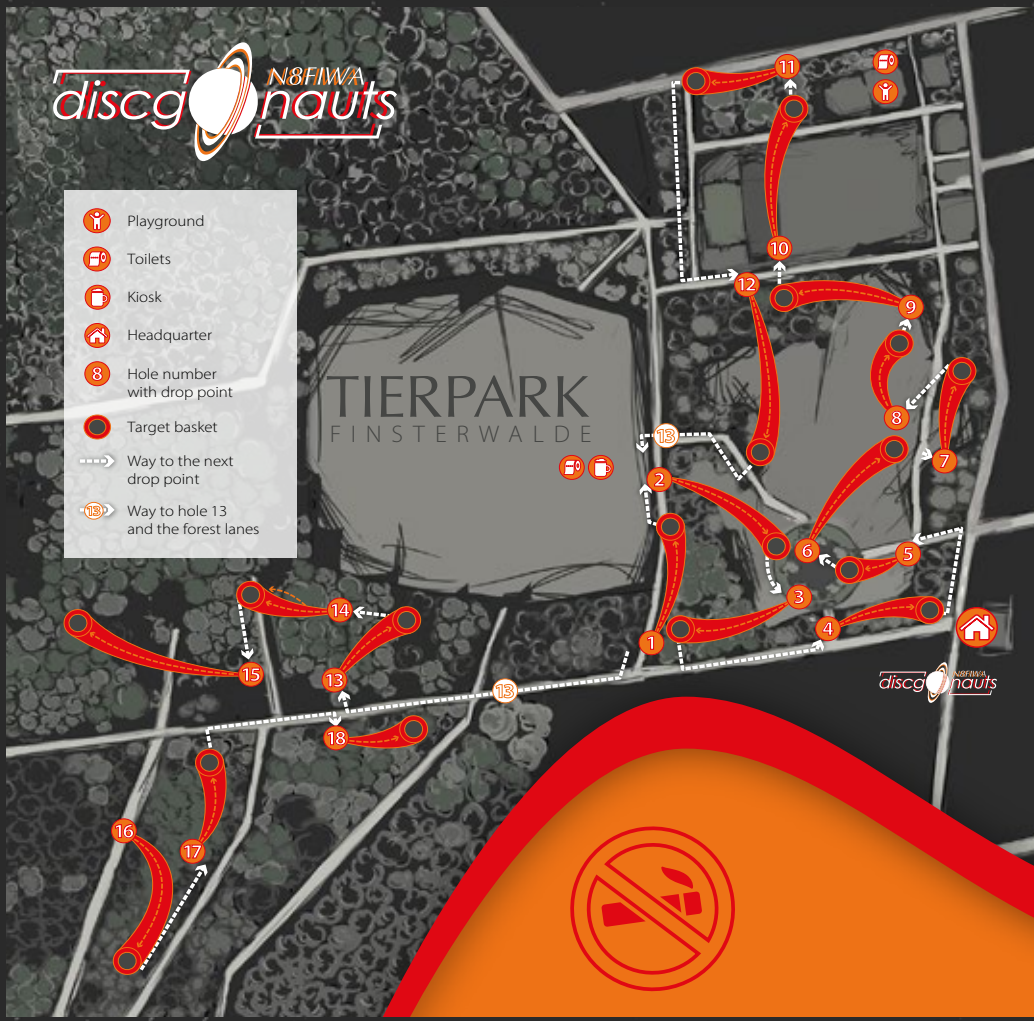 N8FIWA
discgonauts
Playground
Toilets
Kiosk
Headquarter
8
Hole number
with drop point
Target basket
Way to the next
drop point
13
Way to hole 13
and the forest lanes
11
10
12
9
TIERPARK
FINSTERWALDE
8
13
7
2
6
5
3
14
4
1
15
13
N8FIWA
discgonauts
13
18
16
17